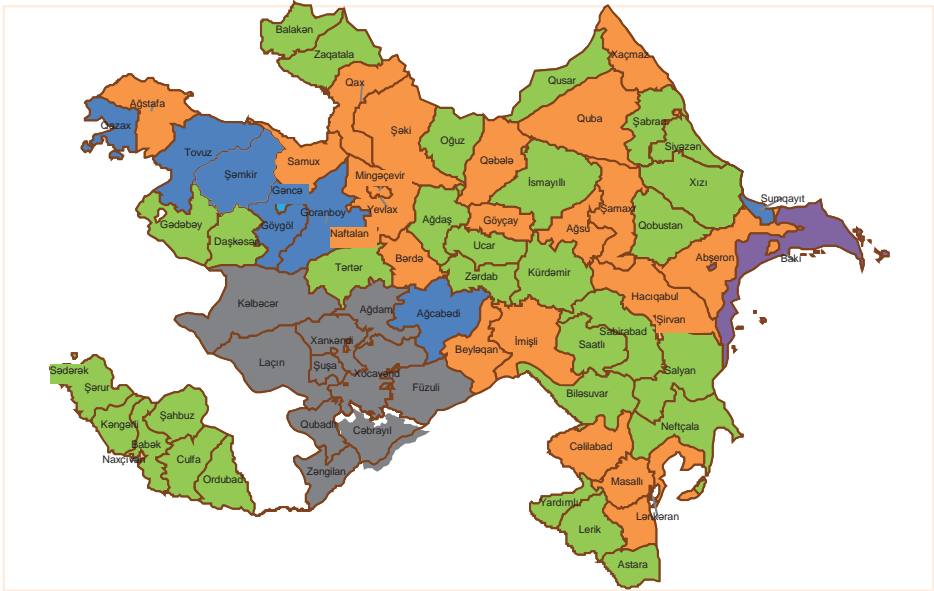 Balakən
Zaqatala
Xaçmaz
Qax
Qusar
Ağstafa
Quba
Şabran
Qazax
Şəki
Oğuz
Tovuz
Siyəzən
Samux
Qəbələ
Şəmkir
Mingəçevir
İsmayıllı
Xızı
Gəncə
Sumqayıt
Goranboy
Yevlax
Şamaxı
Gədəbəy
Göygöl
Ağdaş
Göyçay
Ağsu
Qobustan
Naftalan
Daşkəsən
Ucar
Bərdə
Abşeron
Bakı
Tərtər
Zərdab
Kürdəmir
Kəlbəcər
Hacıqabul
Ağdam
Ağcabədi
Şirvan
Sabirabad
Xankəndi
İmişli
Saatlı
Beyləqan
Laçın
Şuşa
Xocavənd
Sədərək
Salyan
Şərur
Füzuli
Biləsuvar
Şahbuz
Kəngərli
Qubadlı
Cəbrayıl
Neftçala
Babək
Cəlilabad
Naxçıvan
Culfa
Zəngilan
Ordubad
Masallı
Yardımlı
Lənkəran
Lerik
Astara